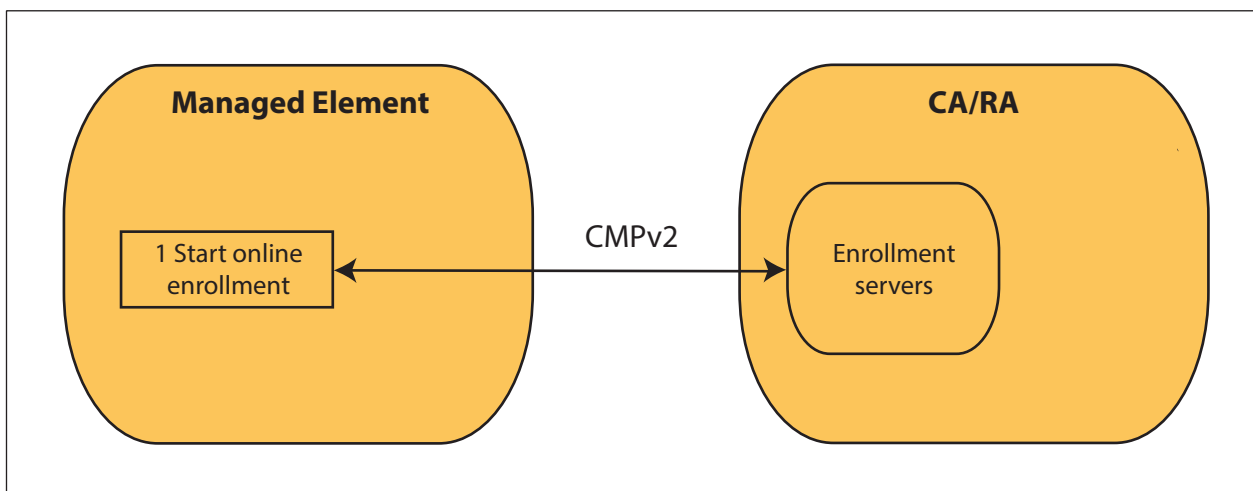 Managed Element
CA/RA
CMPv2
1 Start online
enrollment
Enrollment
servers